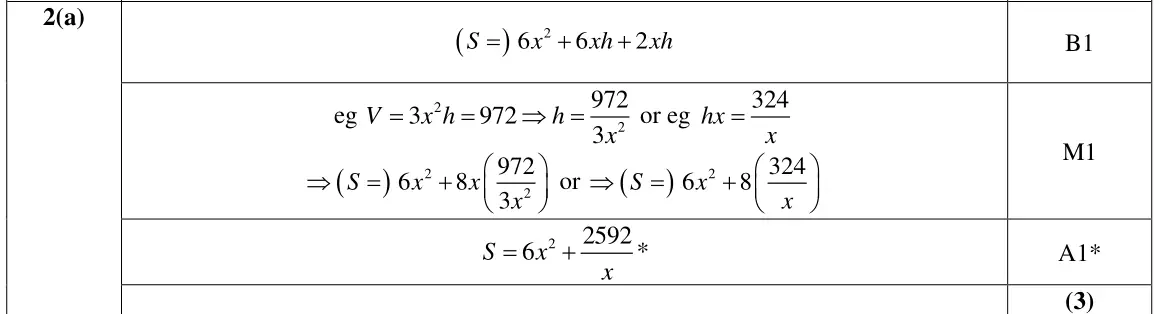 2(a)
(S =) 6x² + 6xh + 2xh
B1
eg V = 3x²h = 972 ⇒ h = 972/3x² or eg hx = 324/x
⇒ (S =) 6x² + 8x(972/3x²) or ⇒ (S =) 6x² + 8(324/x)
M1
S = 6x² + 2592/x *
A1*
(3)